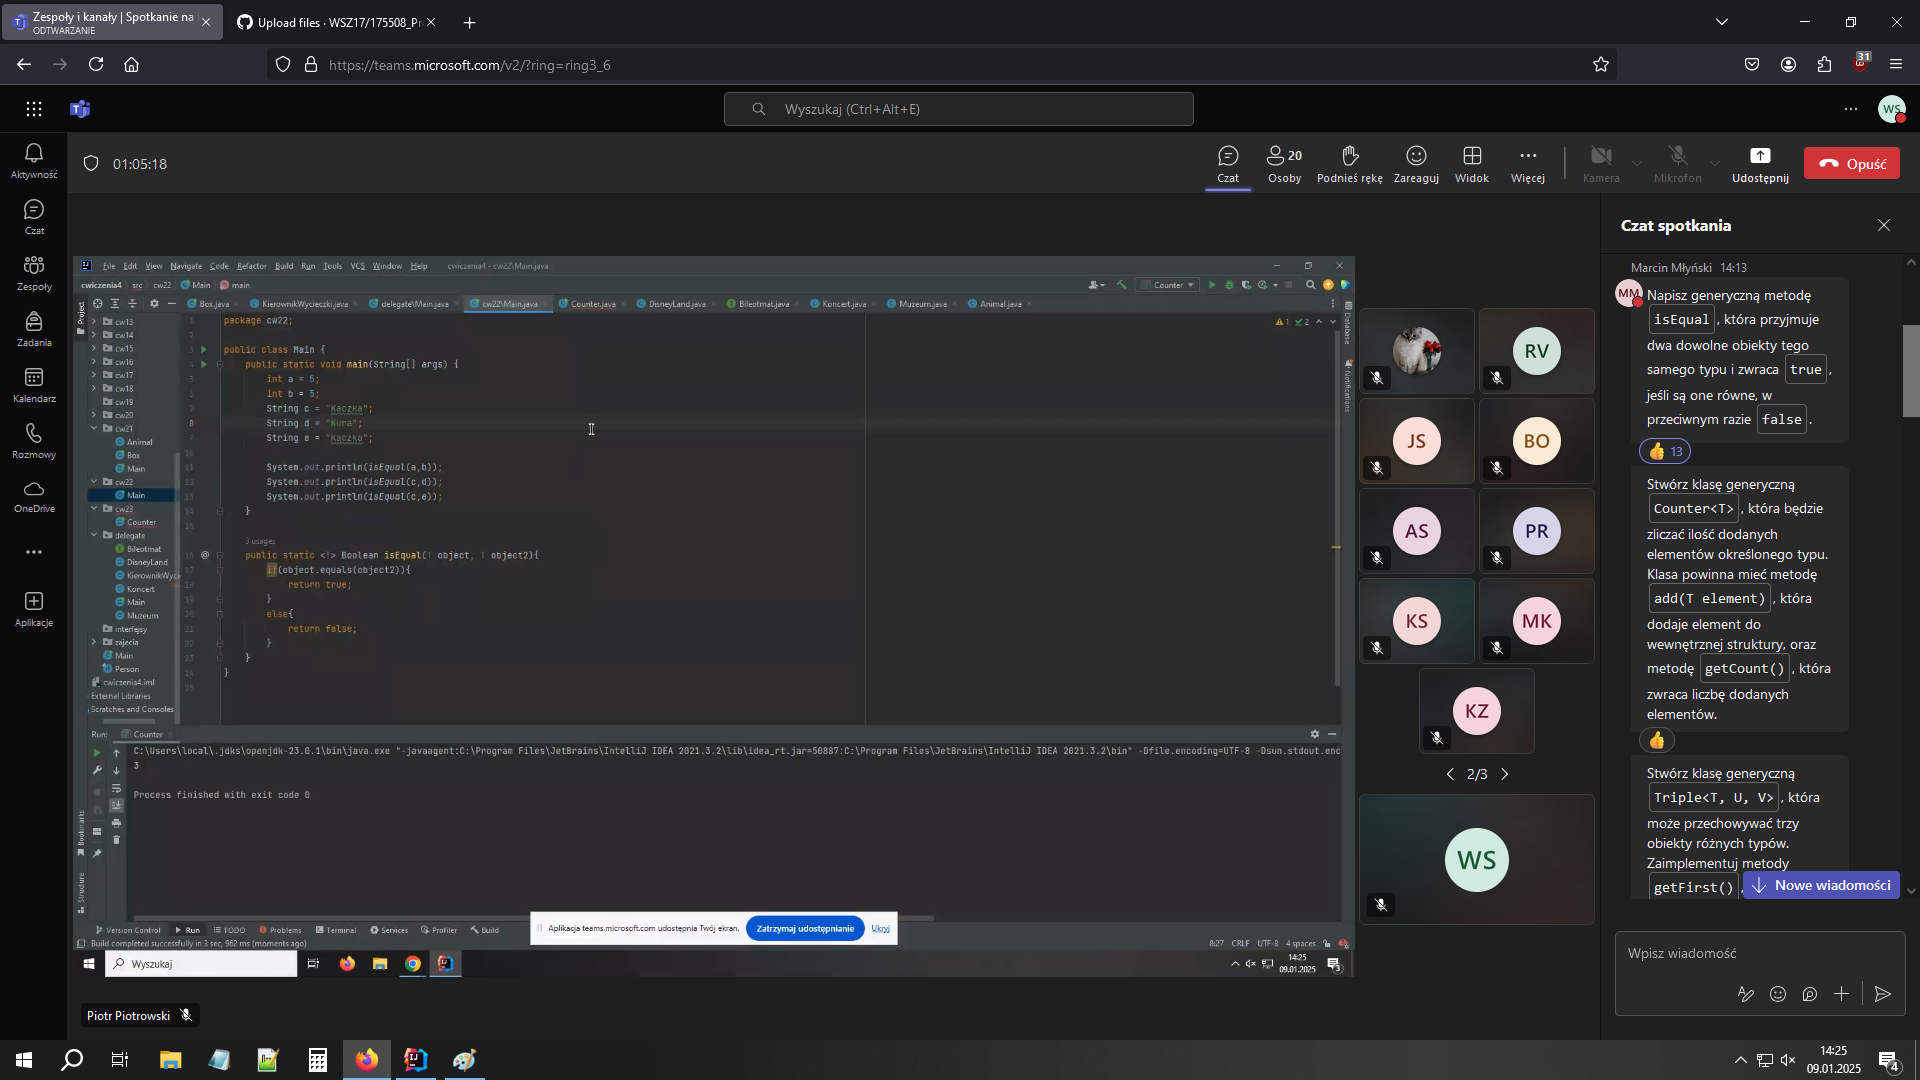 Zespoły i kanały | Spotkanie na
ODTWARZANIE
Upload files · WSZ17/175508_Pr
https://teams.microsoft.com/v2/?ring=ring3_6
31
Wyszukaj (Ctrl+Alt+E)
WS
01:05:18
Czat
20
Osoby
Podnieś rękę
Zareaguj
Widok
Więcej
Kamera
Mikrofon
Udostępnij
Opuść
Aktywność
Czat
Zespoły
Zadania
Kalendarz
Rozmowy
OneDrive
Aplikacje
File Edit View Navigate Code Refactor Build Run Tools VCS Window Help cwiczenia4 - cw22\Main.java
cwiczenia4 src cw22 Main main
Counter
Box.java KierownikWycieczki.java delegate\Main.java cw22\Main.java Counter.java DisneyLand.java Bileotmat.java Koncert.java Muzeum.java Animal.java
Project
cw13
cw14
cw15
cw16
cw17
cw18
cw19
cw20
cw21
Animal
Box
Main
cw22
Main
cw23
Counter
delegate
Bileotmat
DisneyLand
KierownikWyci
Koncert
Main
Muzeum
interfejsy
zajecia
Main
Person
cwiczenia4.iml
External Libraries
Scratches and Consoles
package cw22;
public class Main {
public static void main(String[] args) {
int a = 5;
int b = 5;
String c = "Kaczka";
String d = "Kura";
String e = "Kaczka";
System.out.println(isEqual(a,b));
System.out.println(isEqual(c,d));
System.out.println(isEqual(c,e));
}
3 usages
public static <T> Boolean isEqual(T object, T object2){
if(object.equals(object2)){
return true;
}
else{
return false;
}
}
}
1 2
Database
Notifications
Run: Counter
C:\Users\local\.jdks\openjdk-23.0.1\bin\java.exe "-javaagent:C:\Program Files\JetBrains\IntelliJ IDEA 2021.3.2\lib\idea_rt.jar=50887:C:\Program Files\JetBrains\IntelliJ IDEA 2021.3.2\bin" -Dfile.encoding=UTF-8 -Dsun.stdout.enc
3
Process finished with exit code 0
Bookmarks
Structure
Aplikacja teams.microsoft.com udostępnia Twój ekran. Zatrzymaj udostępnianie Ukryj
Version Control Run TODO Problems Terminal Services Profiler Build
Build completed successfully in 3 sec, 962 ms (moments ago)
8:27 CRLF UTF-8 4 spaces
Wyszukaj
14:25
09.01.2025
3
Piotr Piotrowski
RV
JS
BO
AS
PR
KS
MK
KZ
2/3
WS
Czat spotkania
Marcin Młyński 14:13
MM
Napisz generyczną metodę
isEqual , która przyjmuje
dwa dowolne obiekty tego
samego typu i zwraca true ,
jeśli są one równe, w
przeciwnym razie false .
13
Stwórz klasę generyczną
Counter<T> , która będzie
zliczać ilość dodanych
elementów określonego typu.
Klasa powinna mieć metodę
add(T element) , która
dodaje element do
wewnętrznej struktury, oraz
metodę getCount() , która
zwraca liczbę dodanych
elementów.
Stwórz klasę generyczną
Triple<T, U, V> , która
może przechowywać trzy
obiekty różnych typów.
Zaimplementuj metody
getFirst() ,
Nowe wiadomości
Wpisz wiadomość
14:25
09.01.2025
4